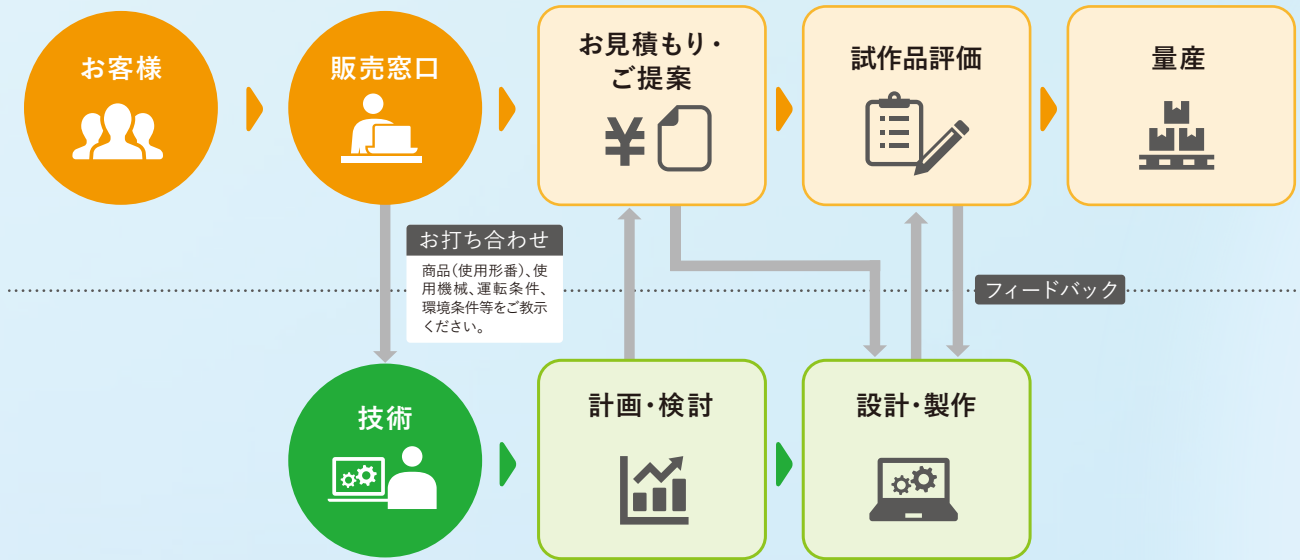 お客様
販売窓口
お見積もり・
ご提案
¥
試作品評価
量産
お打ち合わせ
商品(使用形番)、使
用機械、運転条件、
環境条件等をご教示
ください。
フィードバック
技術
計画・検討
設計・製作